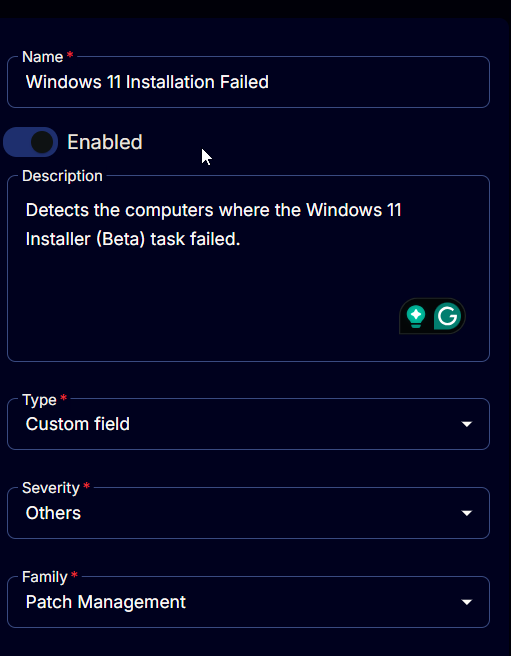 Name *
Windows 11 Installation Failed
Enabled
Description
Detects the computers where the Windows 11
Installer (Beta) task failed.
Type *
Custom field
Severity *
Others
Family *
Patch Management